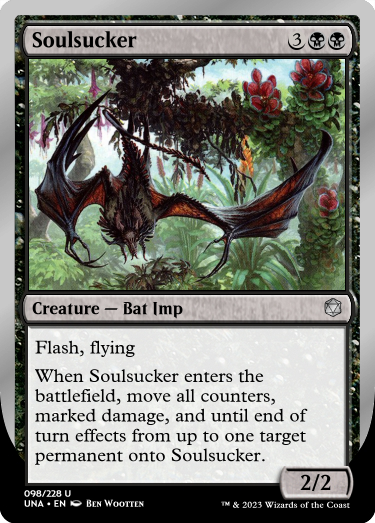 Soulsucker 3
Creature — Bat Imp
Flash, flying
When Soulsucker enters the
battlefield, move all counters,
marked damage, and until end of
turn effects from up to one target
permanent onto Soulsucker.
2/2
098/228 U
UNA • EN Ben Wootten
™ & 2023 Wizards of the Coast